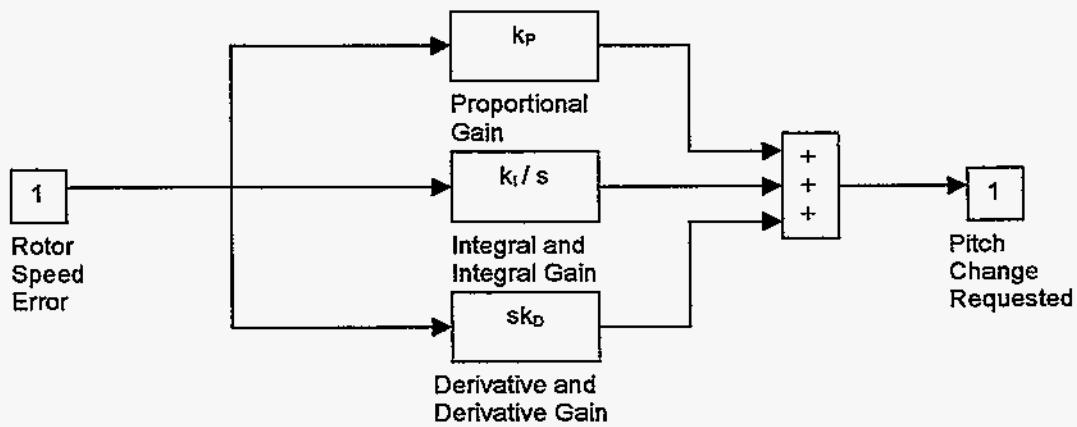 kP
Proportional
Gain
+
1
kI / s
+
1
+
Rotor
Speed
Error
Integral and
Integral Gain
Pitch
Change
Requested
skD
Derivative and
Derivative Gain